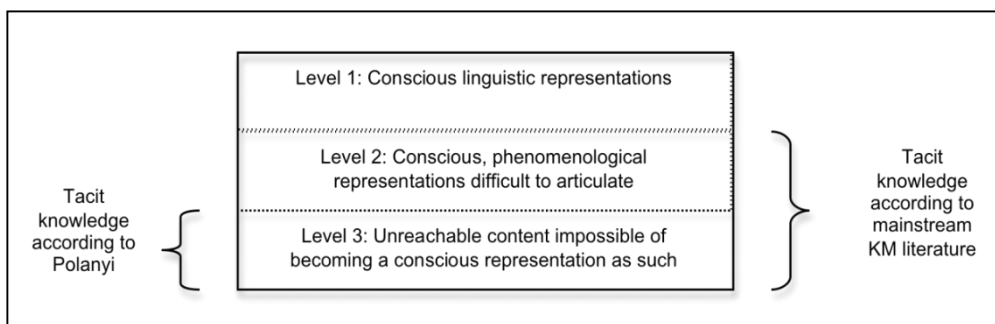 Level 1: Conscious linguistic representations
Level 2: Conscious, phenomenological
representations difficult to articulate
Level 3: Unreachable content impossible of
becoming a conscious representation as such
Tacit
knowledge
according to
Polanyi
Tacit
knowledge
according to
mainstream
KM literature